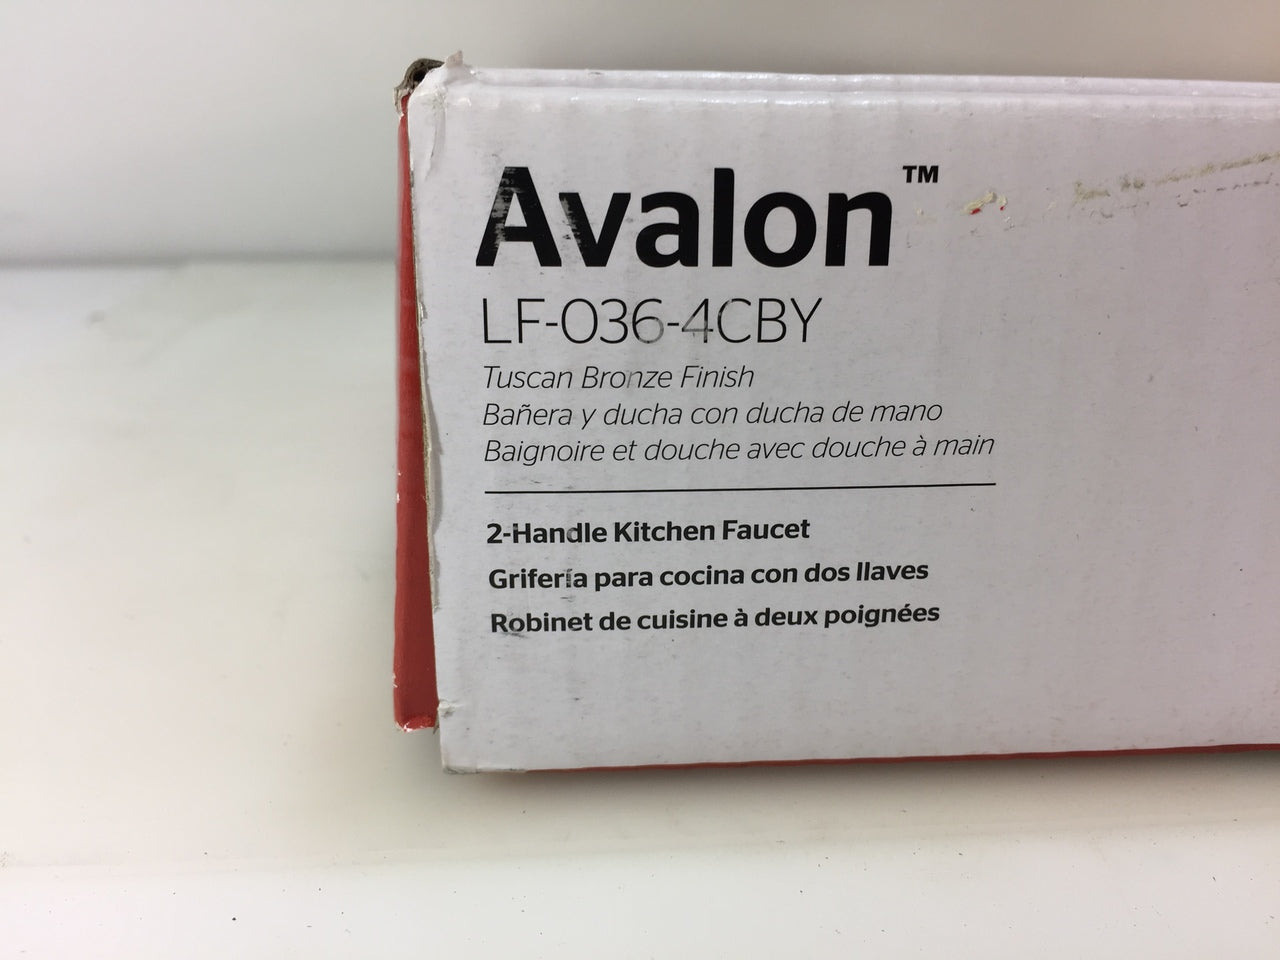 Avalon™
LF-036-4CBY
Tuscan Bronze Finish
Bañera y ducha con ducha de mano
Baignoire et douche avec douche à main
2-Handle Kitchen Faucet
Grifería para cocina con dos llaves
Robinet de cuisine à deux poignées